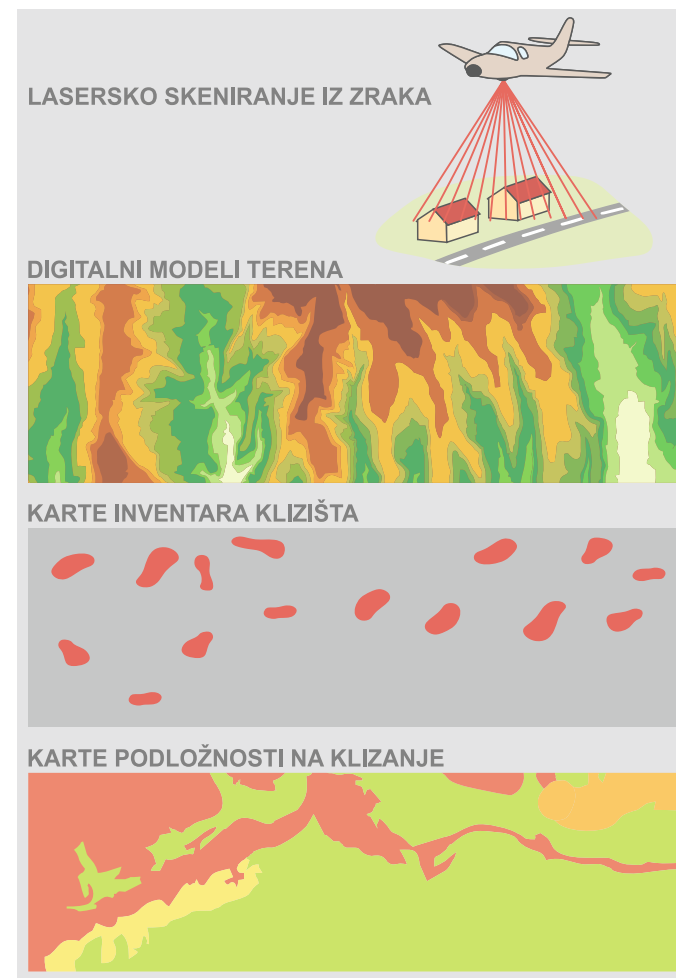 LASERSKO SKENIRANJE IZ ZRAKA
DIGITALNI MODELI TERENA
KARTE INVENTARA KLIZIŠTA
KARTE PODLOŽNOSTI NA KLIZANJE